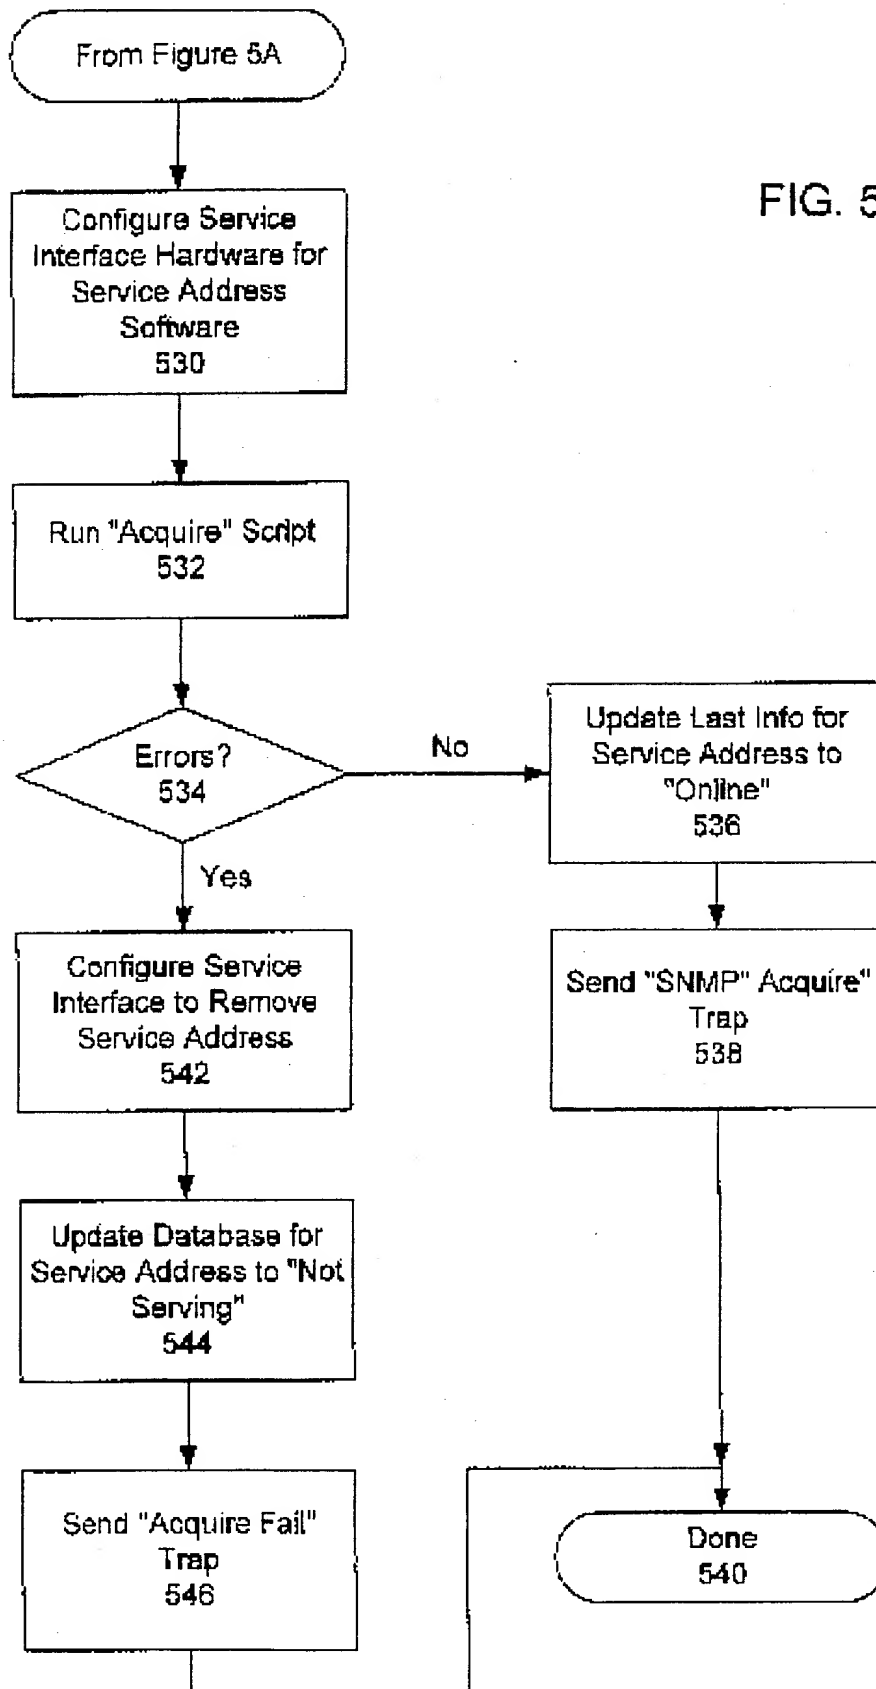 From Figure 5A
FIG. 5
Configure Service
Interface Hardware for
Service Address
Software
530
Run "Acquire" Script
532
Errors?
534
No
Yes
Update Last Info for
Service Address to
"Online"
536
Send "SNMP" Acquire"
Trap
538
Configure Service
Interface to Remove
Service Address
542
Update Database for
Service Address to "Not
Serving"
544
Send "Acquire Fail"
Trap
546
Done
540